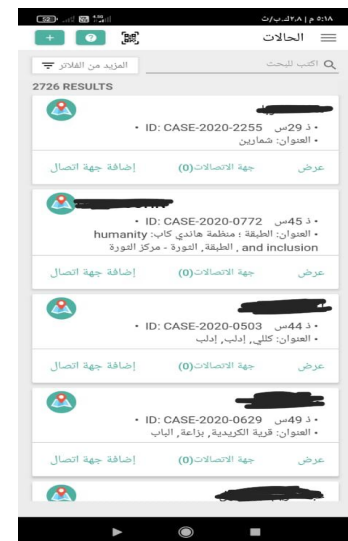 ٥:١٨ م | ٢,٨ك.ب/ث
الحالات
اكتب للبحث
المزيد من الفلاتر
2726 RESULTS
• ذ 29س ID: CASE-2020-2255 •
• العنوان: شمارين
عرض جهة الاتصالات(0) إضافة جهة اتصال
• ذ 45س ID: CASE-2020-0772 •
• العنوان: الطبقة ؛ منظمة هاندي كاب: humanity
and inclusion , الطبقة, الثورة - مركز الثورة
عرض جهة الاتصالات(0) إضافة جهة اتصال
• ذ 44س ID: CASE-2020-0503 •
• العنوان: كللي, إدلب, إدلب
عرض جهة الاتصالات(0) إضافة جهة اتصال
• ذ 49س ID: CASE-2020-0629 •
• العنوان: قرية الكريدية, بزاعة, الباب
عرض جهة الاتصالات(0) إضافة جهة اتصال